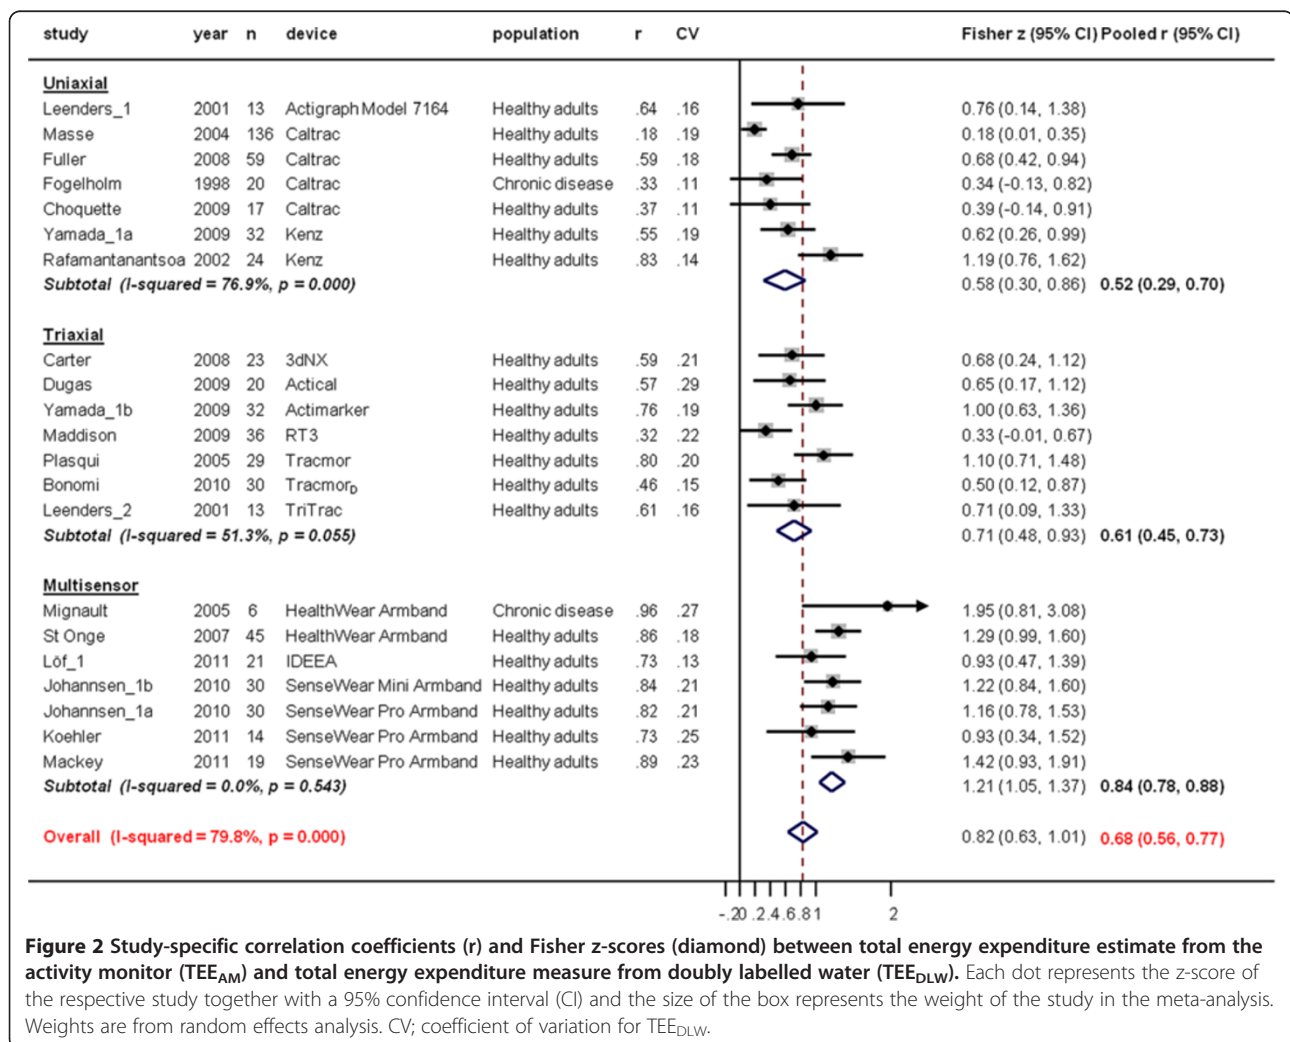 study year n device population r CV Fisher z (95% CI) Pooled r (95% CI)
Uniaxial
Leenders_1 2001 13 Actigraph Model 7164 Healthy adults .64 .16 0.76 (0.14, 1.38)
Masse 2004 136 Caltrac Healthy adults .18 .19 0.18 (0.01, 0.35)
Fuller 2008 59 Caltrac Healthy adults .59 .18 0.68 (0.42, 0.94)
Fogelholm 1998 20 Caltrac Chronic disease .33 .11 0.34 (-0.13, 0.82)
Choquette 2009 17 Caltrac Healthy adults .37 .11 0.39 (-0.14, 0.91)
Yamada_1a 2009 32 Kenz Healthy adults .55 .19 0.62 (0.26, 0.99)
Rafamantanantsoa 2002 24 Kenz Healthy adults .83 .14 1.19 (0.76, 1.62)
Subtotal (I-squared = 76.9%, p = 0.000) 0.58 (0.30, 0.86) 0.52 (0.29, 0.70)
Triaxial
Carter 2008 23 3dNX Healthy adults .59 .21 0.68 (0.24, 1.12)
Dugas 2009 20 Actical Healthy adults .57 .29 0.65 (0.17, 1.12)
Yamada_1b 2009 32 Actimarker Healthy adults .76 .19 1.00 (0.63, 1.36)
Maddison 2009 36 RT3 Healthy adults .32 .22 0.33 (-0.01, 0.67)
Plasqui 2005 29 Tracmor Healthy adults .80 .20 1.10 (0.71, 1.48)
Bonomi 2010 30 TracmorD Healthy adults .46 .15 0.50 (0.12, 0.87)
Leenders_2 2001 13 TriTrac Healthy adults .61 .16 0.71 (0.09, 1.33)
Subtotal (I-squared = 51.3%, p = 0.055) 0.71 (0.48, 0.93) 0.61 (0.45, 0.73)
Multisensor
Mignault 2005 6 HealthWear Armband Chronic disease .96 .27 1.95 (0.81, 3.08)
St Onge 2007 45 HealthWear Armband Healthy adults .86 .18 1.29 (0.99, 1.60)
Löf_1 2011 21 IDEEA Healthy adults .73 .13 0.93 (0.47, 1.39)
Johannsen_1b 2010 30 SenseWear Mini Armband Healthy adults .84 .21 1.22 (0.84, 1.60)
Johannsen_1a 2010 30 SenseWear Pro Armband Healthy adults .82 .21 1.16 (0.78, 1.53)
Koehler 2011 14 SenseWear Pro Armband Healthy adults .73 .25 0.93 (0.34, 1.52)
Mackey 2011 19 SenseWear Pro Armband Healthy adults .89 .23 1.42 (0.93, 1.91)
Subtotal (I-squared = 0.0%, p = 0.543) 1.21 (1.05, 1.37) 0.84 (0.78, 0.88)
Overall (I-squared = 79.8%, p = 0.000) 0.82 (0.63, 1.01) 0.68 (0.56, 0.77)
-.2 0 .2 .4 .6 .8 1 2
Figure 2 Study-specific correlation coefficients (r) and Fisher z-scores (diamond) between total energy expenditure estimate from the
activity monitor (TEEAM) and total energy expenditure measure from doubly labelled water (TEEDLW). Each dot represents the z-score of
the respective study together with a 95% confidence interval (CI) and the size of the box represents the weight of the study in the meta-analysis.
Weights are from random effects analysis. CV; coefficient of variation for TEEDLW.